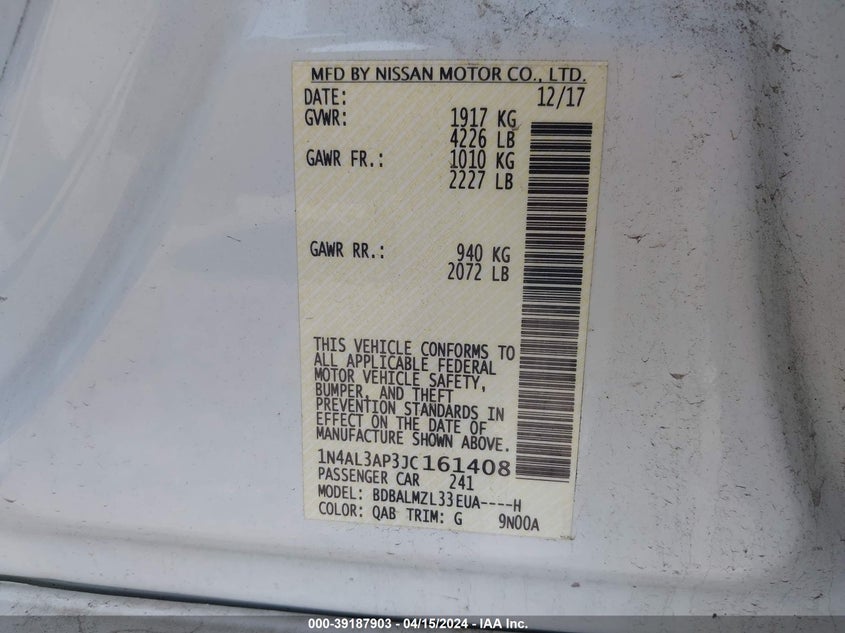 MFD BY NISSAN MOTOR CO., LTD.
DATE: 12/17
GVWR: 1917 KG
4226 LB
GAWR FR.: 1010 KG
2227 LB
GAWR RR.: 940 KG
2072 LB
THIS VEHICLE CONFORMS TO
ALL APPLICABLE FEDERAL
MOTOR VEHICLE SAFETY,
BUMPER, AND THEFT
PREVENTION STANDARDS IN
EFFECT ON THE DATE OF
MANUFACTURE SHOWN ABOVE.
1N4AL3AP3JC161408
PASSENGER CAR 241
MODEL: BDBALMZL33EUA----H
COLOR: QAB TRIM: G 9N00A
000-39187903 - 04/15/2024 - IAA Inc.